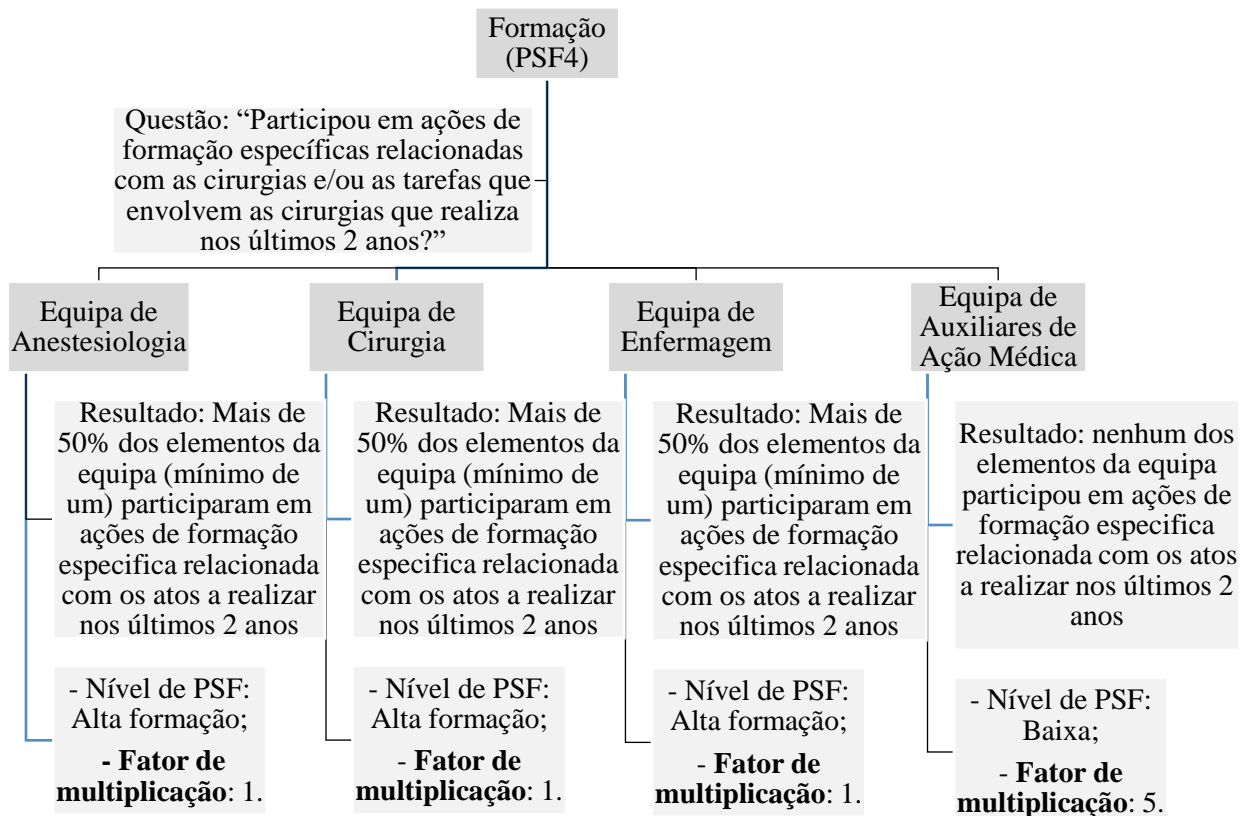 Formação
(PSF4)
Questão: “Participou em ações de
formação específicas relacionadas
com as cirurgias e/ou as tarefas que
envolvem as cirurgias que realiza
nos últimos 2 anos?”
Equipa de
Anestesiologia
Resultado: Mais de
50% dos elementos da
equipa (mínimo de
um) participaram em
ações de formação
especifica relacionada
com os atos a realizar
nos últimos 2 anos
- Nível de PSF:
Alta formação;
- Fator de
multiplicação: 1.
Equipa de
Cirurgia
Resultado: Mais de
50% dos elementos da
equipa (mínimo de
um) participaram em
ações de formação
especifica relacionada
com os atos a realizar
nos últimos 2 anos
- Nível de PSF:
Alta formação;
- Fator de
multiplicação: 1.
Equipa de
Enfermagem
Resultado: Mais de
50% dos elementos da
equipa (mínimo de
um) participaram em
ações de formação
especifica relacionada
com os atos a realizar
nos últimos 2 anos
- Nível de PSF:
Alta formação;
- Fator de
multiplicação: 1.
Equipa de
Auxiliares de
Ação Médica
Resultado: nenhum dos
elementos da equipa
participou em ações de
formação especifica
relacionada com os atos
a realizar nos últimos 2
anos
- Nível de PSF:
Baixa;
- Fator de
multiplicação: 5.